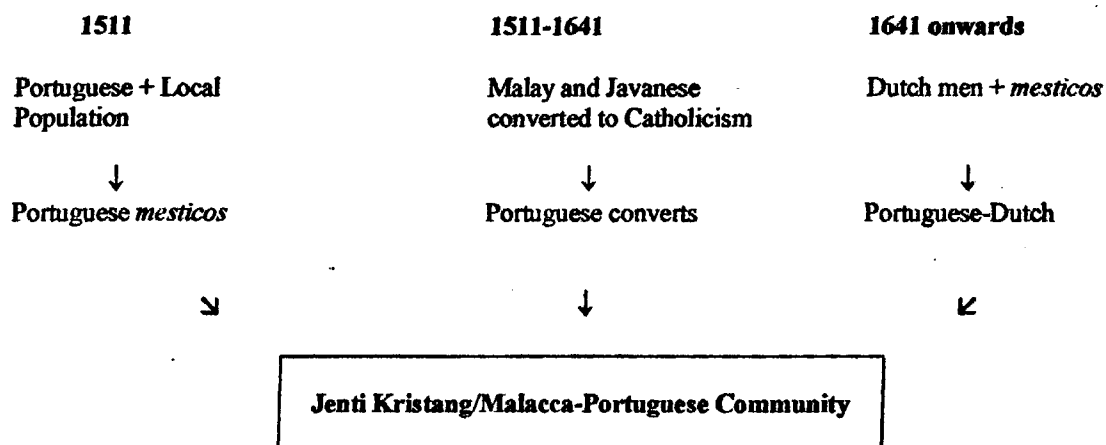 1511
Portuguese + Local
Population
↓
Portuguese mesticos
1511-1641
Malay and Javanese
converted to Catholicism
↓
Portuguese converts
1641 onwards
Dutch men + mesticos
↓
Portuguese-Dutch
↘ ↓ ↙
Jenti Kristang/Malacca-Portuguese Community